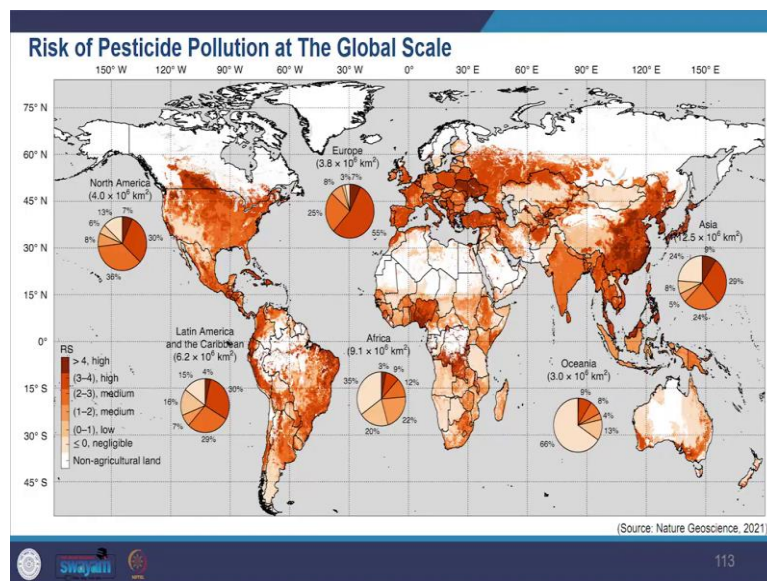 Risk of Pesticide Pollution at The Global Scale
150° W 120° W 90° W 60° W 30° W 0° 30° E 60° E 90° E 120° E 150° E
75° N
60° N
45° N
30° N
15° N
0°
15° S
30° S
45° S
North America
(4.0 × 10⁶ km²)
13% 7%
6%
8%
30%
36%
Europe
(3.8 × 10⁶ km²)
8% 3% 7%
25%
55%
Asia
(12.5 × 10⁶ km²)
24% 9%
29%
8%
5%
24%
Latin America
and the Caribbean
(6.2 × 10⁶ km²)
15% 4%
30%
16%
7%
29%
Africa
(9.1 × 10⁶ km²)
3% 9%
35%
12%
22%
20%
Oceania
(3.0 × 10⁶ km²)
9%
8%
4%
13%
66%
RS
> 4, high
(3–4), high
(2–3), medium
(1–2), medium
(0–1), low
≤ 0, negligible
Non-agricultural land
(Source: Nature Geoscience, 2021)
swayam
113